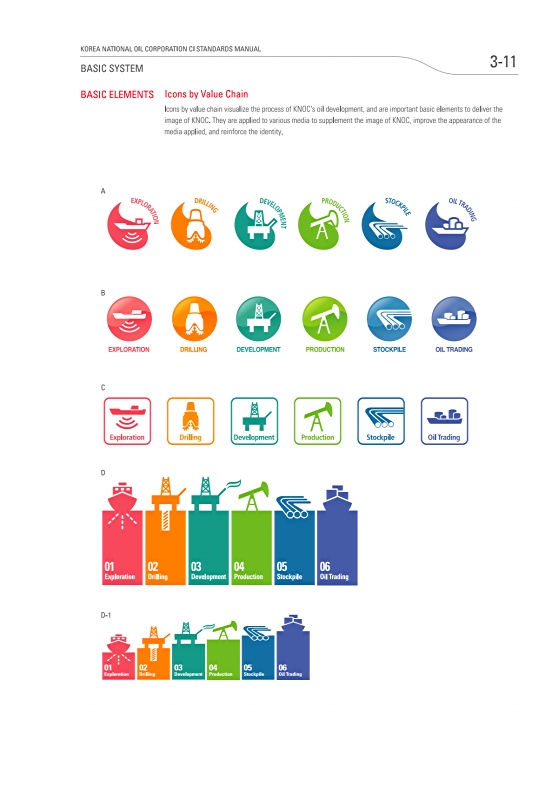 KOREA NATIONAL OIL CORPORATION CI STANDARDS MANUAL
3-11
BASIC SYSTEM
BASIC ELEMENTS Icons by Value Chain
Icons by value chain visualize the process of KNOC's oil development, and are important basic elements to deliver the
image of KNOC. They are applied to various media to supplement the image of KNOC, improve the appearance of the
media applied, and reinforce the identity.
A
EXPLORATION DRILLING DEVELOPMENT PRODUCTION STOCKPILE OIL TRADING
B
EXPLORATION DRILLING DEVELOPMENT PRODUCTION STOCKPILE OIL TRADING
C
Exploration Drilling Development Production Stockpile Oil Trading
D
01 02 03 04 05 06
Exploration Drilling Development Production Stockpile Oil Trading
D-1
01 02 03 04 05 06
Exploration Drilling Development Production Stockpile Oil Trading